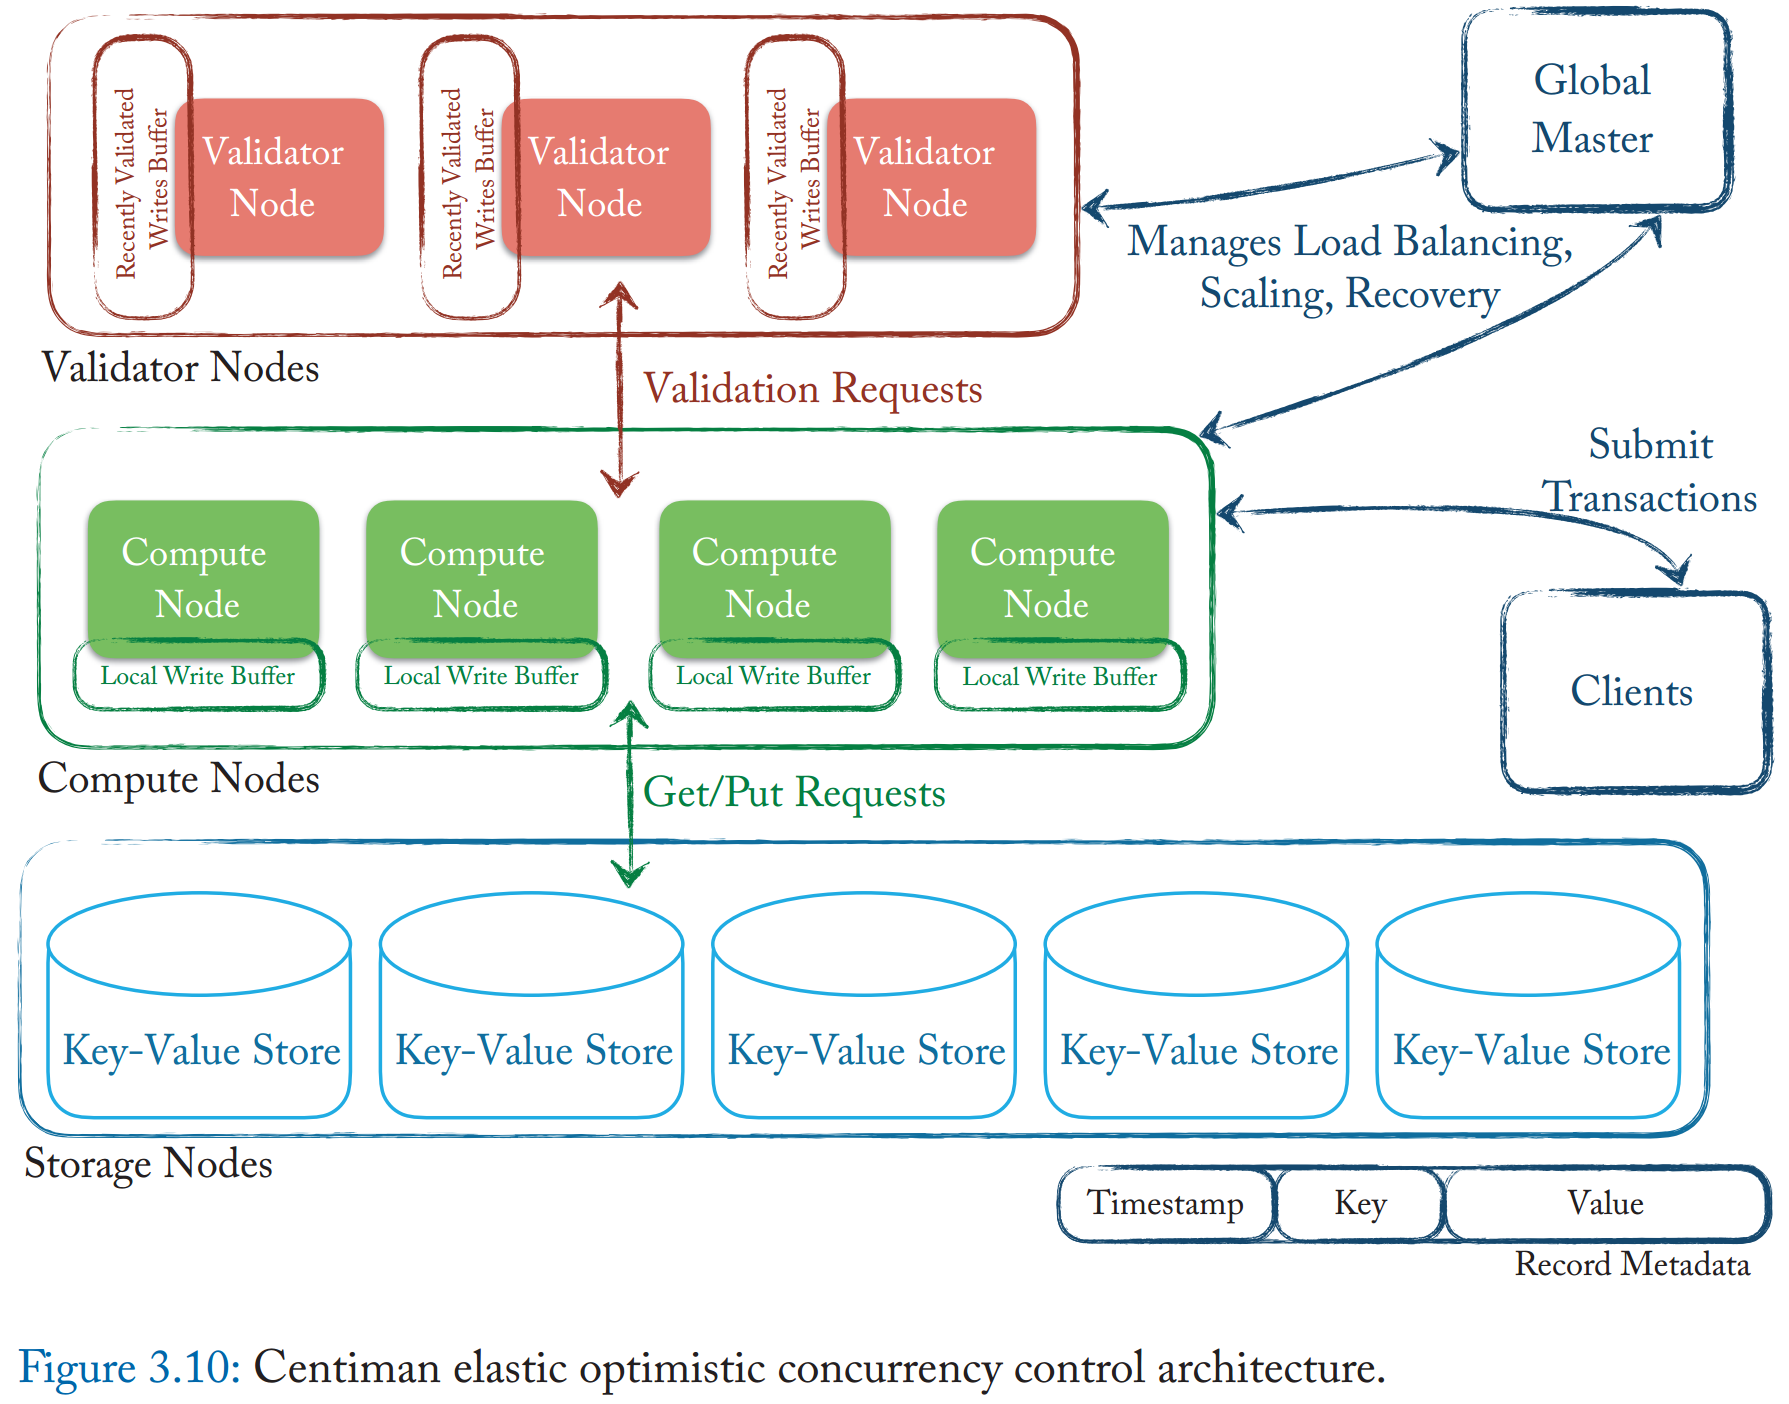 Recently Validated
Writes Buffer
Validator
Node
Recently Validated
Writes Buffer
Validator
Node
Recently Validated
Writes Buffer
Validator
Node
Validator Nodes
Global
Master
Manages Load Balancing,
Scaling, Recovery
Validation Requests
Submit
Transactions
Compute
Node
Local Write Buffer
Compute
Node
Local Write Buffer
Compute
Node
Local Write Buffer
Compute
Node
Local Write Buffer
Compute Nodes
Clients
Get/Put Requests
Key-Value Store
Key-Value Store
Key-Value Store
Key-Value Store
Key-Value Store
Storage Nodes
Timestamp
Key
Value
Record Metadata
Figure 3.10: Centiman elastic optimistic concurrency control architecture.